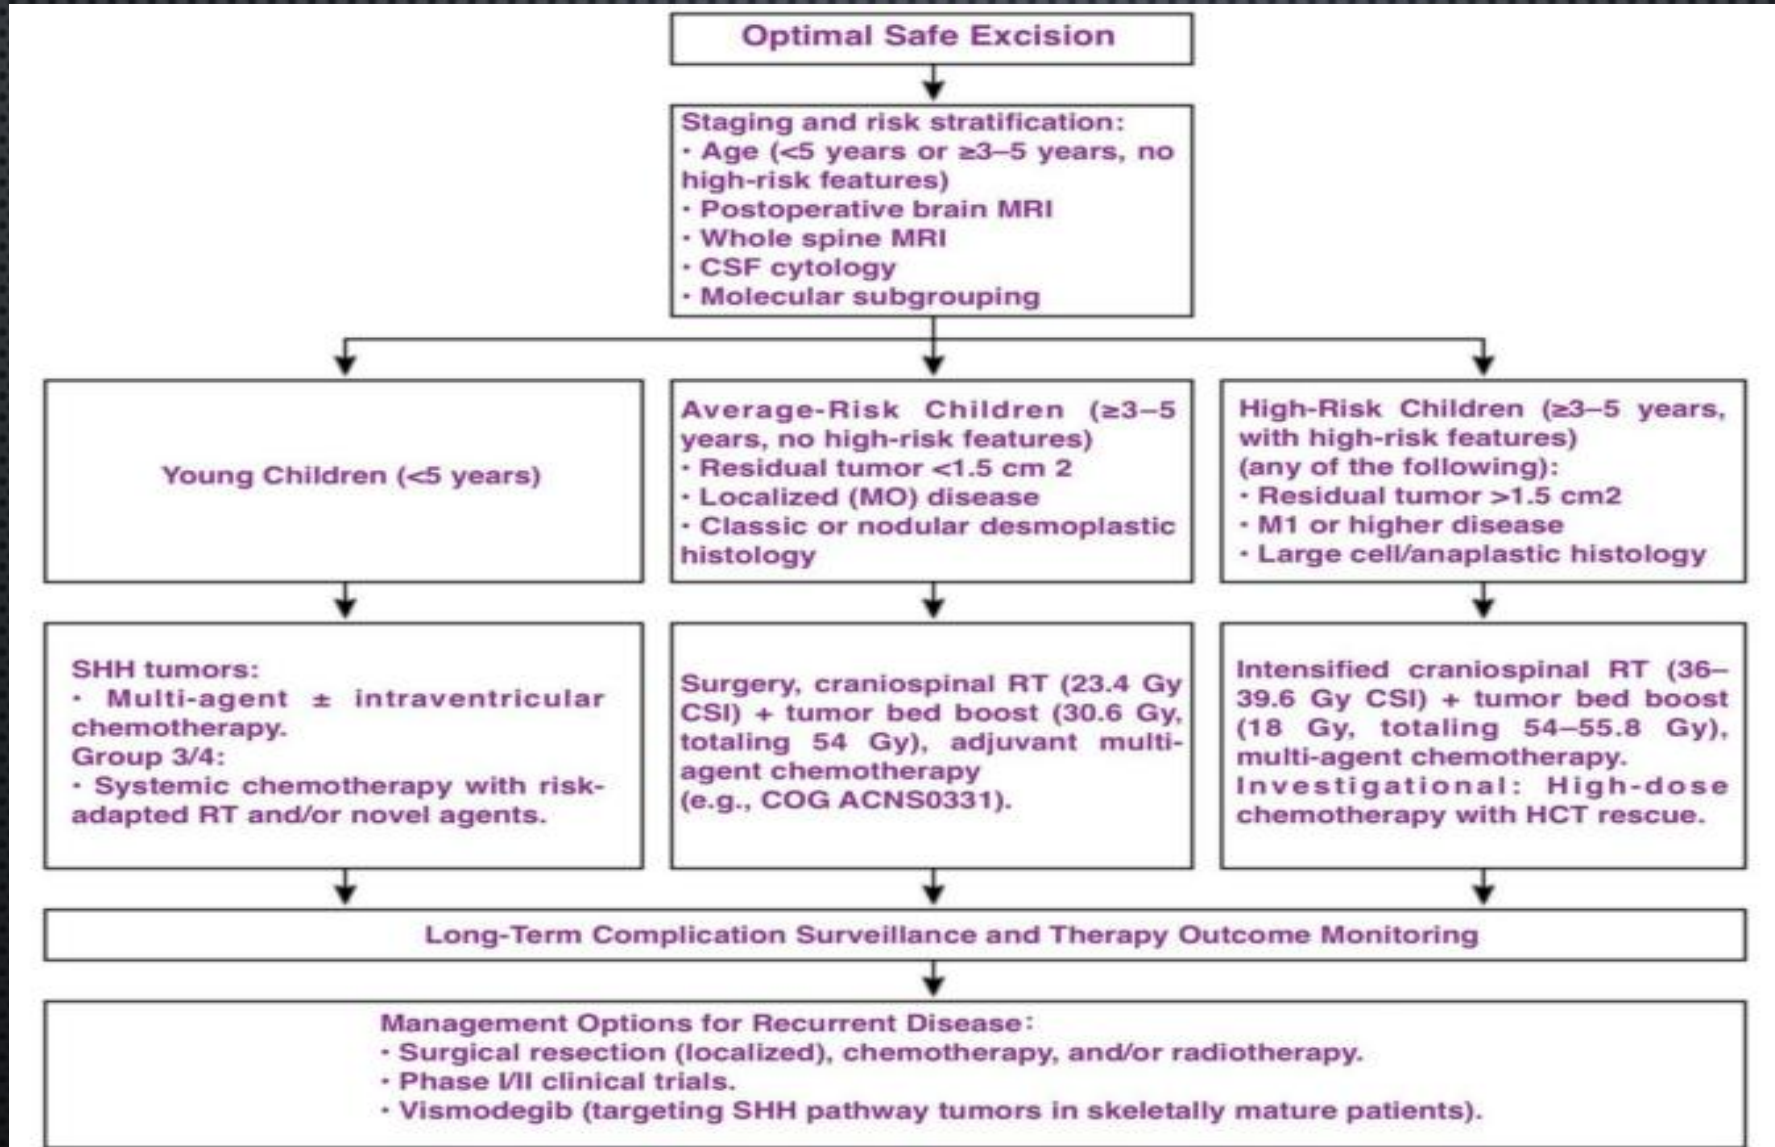 Optimal Safe Excision
Staging and risk stratification:
· Age (<5 years or ≥3–5 years, no
high-risk features)
· Postoperative brain MRI
· Whole spine MRI
· CSF cytology
· Molecular subgrouping
Young Children (<5 years)
Average-Risk Children (≥3–5
years, no high-risk features)
· Residual tumor <1.5 cm 2
· Localized (MO) disease
· Classic or nodular desmoplastic
histology
High-Risk Children (≥3–5 years,
with high-risk features)
(any of the following):
· Residual tumor >1.5 cm2
· M1 or higher disease
· Large cell/anaplastic histology
SHH tumors:
· Multi-agent ± intraventricular
chemotherapy.
Group 3/4:
· Systemic chemotherapy with risk-
adapted RT and/or novel agents.
Surgery, craniospinal RT (23.4 Gy
CSI) + tumor bed boost (30.6 Gy,
totaling 54 Gy), adjuvant multi-
agent chemotherapy
(e.g., COG ACNS0331).
Intensified craniospinal RT (36–
39.6 Gy CSI) + tumor bed boost
(18 Gy, totaling 54–55.8 Gy),
multi-agent chemotherapy.
Investigational: High-dose
chemotherapy with HCT rescue.
Long-Term Complication Surveillance and Therapy Outcome Monitoring
Management Options for Recurrent Disease:
· Surgical resection (localized), chemotherapy, and/or radiotherapy.
· Phase I/II clinical trials.
· Vismodegib (targeting SHH pathway tumors in skeletally mature patients).